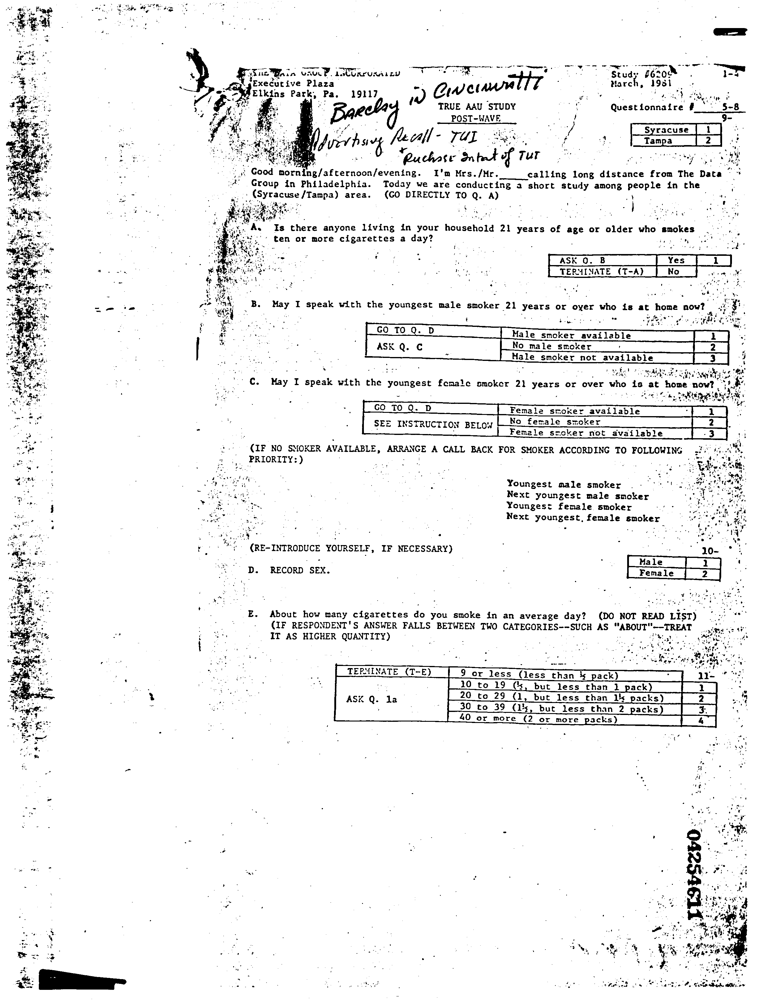 THE DATA GROUP INCORPORATED
Executive Plaza
Elkins Park, Pa. 19117
Study #6209
March, 1981
1-4
Barclay in Cincinnatti
TRUE AAU STUDY
POST-WAVE
Questionnaire # 5-8
9-
Syracuse 1
Tampa 2
Advertising Recall - TUI
*Puchase Intent of TUT
Good morning/afternoon/evening. I'm Mrs./Mr.____calling long distance from The Data
Group in Philadelphia. Today we are conducting a short study among people in the
(Syracuse/Tampa) area. (GO DIRECTLY TO Q. A)
A. Is there anyone living in your household 21 years of age or older who smokes
ten or more cigarettes a day?
ASK Q. B Yes 1
TERMINATE (T-A) No
B. May I speak with the youngest male smoker 21 years or over who is at home now?
GO TO Q. D Male smoker available 1
ASK Q. C No male smoker 2
Male smoker not available 3
C. May I speak with the youngest female smoker 21 years or over who is at home now?
GO TO Q. D Female smoker available 1
SEE INSTRUCTION BELOW No female smoker 2
Female smoker not available 3
(IF NO SMOKER AVAILABLE, ARRANGE A CALL BACK FOR SMOKER ACCORDING TO FOLLOWING
PRIORITY:)
Youngest male smoker
Next youngest male smoker
Youngest female smoker
Next youngest female smoker
(RE-INTRODUCE YOURSELF, IF NECESSARY)
10-
D. RECORD SEX.
Male 1
Female 2
E. About how many cigarettes do you smoke in an average day? (DO NOT READ LIST)
(IF RESPONDENT'S ANSWER FALLS BETWEEN TWO CATEGORIES--SUCH AS "ABOUT"--TREAT
IT AS HIGHER QUANTITY)
TERMINATE (T-E) 9 or less (less than ½ pack) 11-
10 to 19 (½, but less than 1 pack) 1
ASK Q. 1a 20 to 29 (1, but less than 1½ packs) 2
30 to 39 (1½, but less than 2 packs) 3
40 or more (2 or more packs) 4
04254611